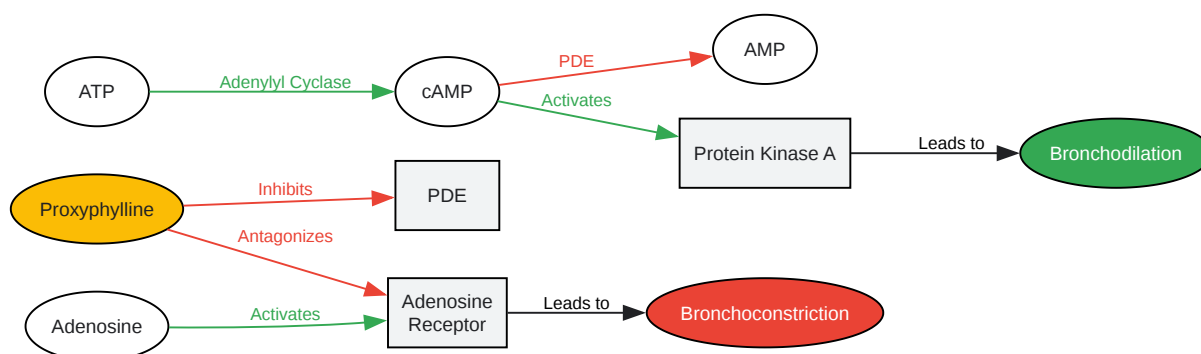 AMP
PDE
ATP
Adenylyl Cyclase
cAMP
Activates
Protein Kinase A
Leads to
Bronchodilation
Proxyphylline
Inhibits
PDE
Antagonizes
Adenosine
Receptor
Leads to
Bronchoconstriction
Adenosine
Activates